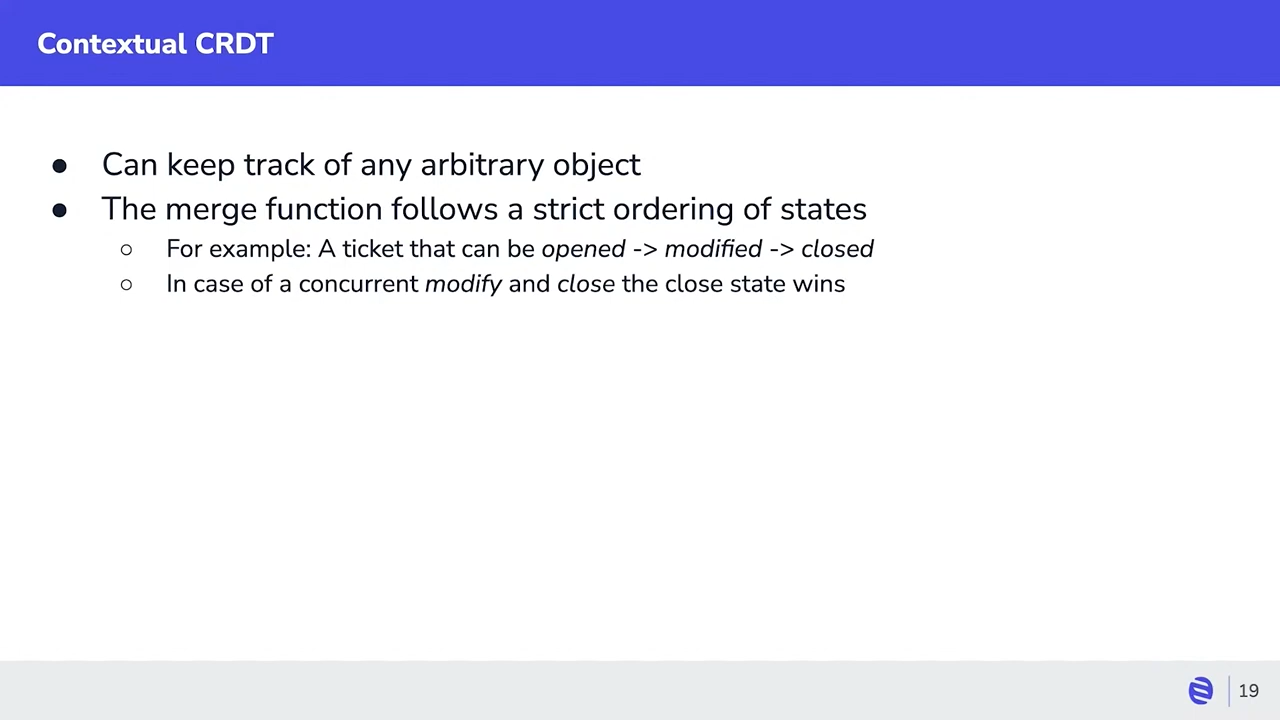 Contextual CRDT
● Can keep track of any arbitrary object
● The merge function follows a strict ordering of states
○ For example: A ticket that can be opened -> modified -> closed
○ In case of a concurrent modify and close the close state wins
19